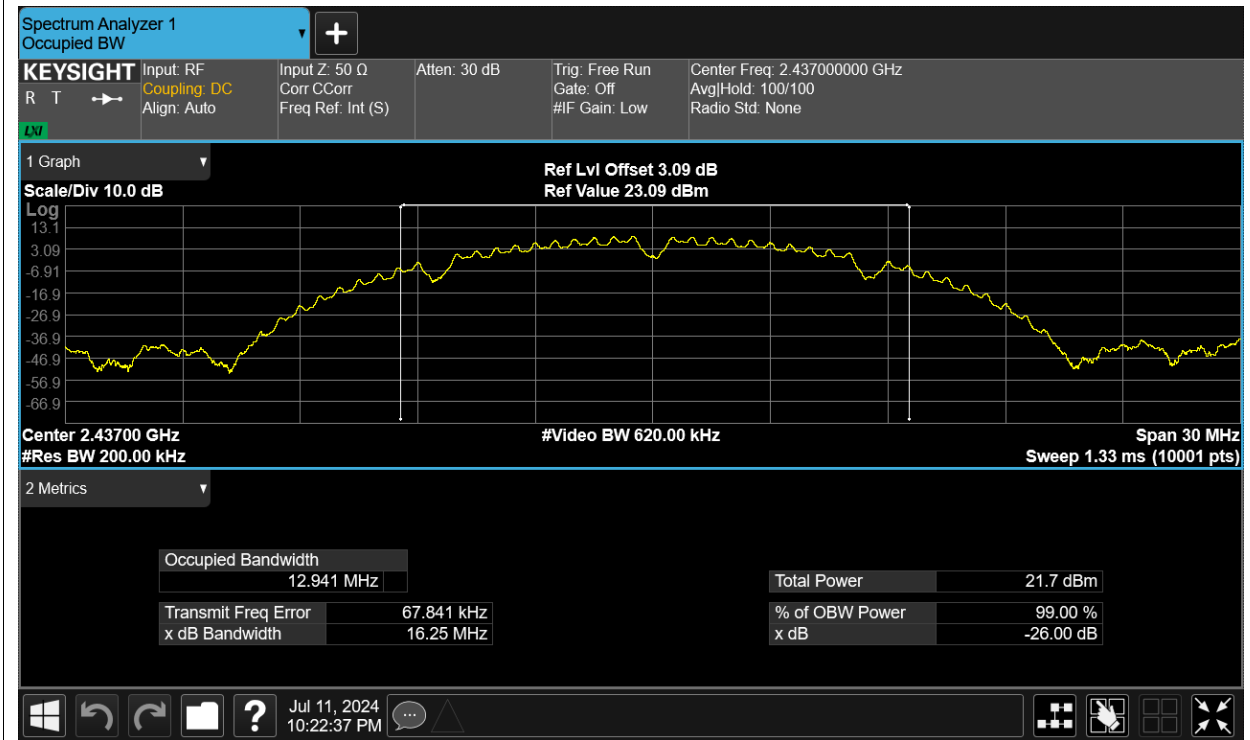 Spectrum Analyzer 1
Occupied BW
KEYSIGHT
R T
LXI
Input: RF
Coupling: DC
Align: Auto
Input Z: 50 Ω
Corr CCorr
Freq Ref: Int (S)
Atten: 30 dB
Trig: Free Run
Gate: Off
#IF Gain: Low
Center Freq: 2.437000000 GHz
Avg|Hold: 100/100
Radio Std: None
1 Graph
Scale/Div 10.0 dB
Ref Lvl Offset 3.09 dB
Ref Value 23.09 dBm
Log
13.1
3.09
-6.91
-16.9
-26.9
-36.9
-46.9
-56.9
-66.9
Center 2.43700 GHz
#Video BW 620.00 kHz
Span 30 MHz
#Res BW 200.00 kHz
Sweep 1.33 ms (10001 pts)
2 Metrics
Occupied Bandwidth
12.941 MHz
Total Power 21.7 dBm
Transmit Freq Error 67.841 kHz
% of OBW Power 99.00 %
x dB Bandwidth 16.25 MHz
x dB -26.00 dB
?
Jul 11, 2024
10:22:37 PM